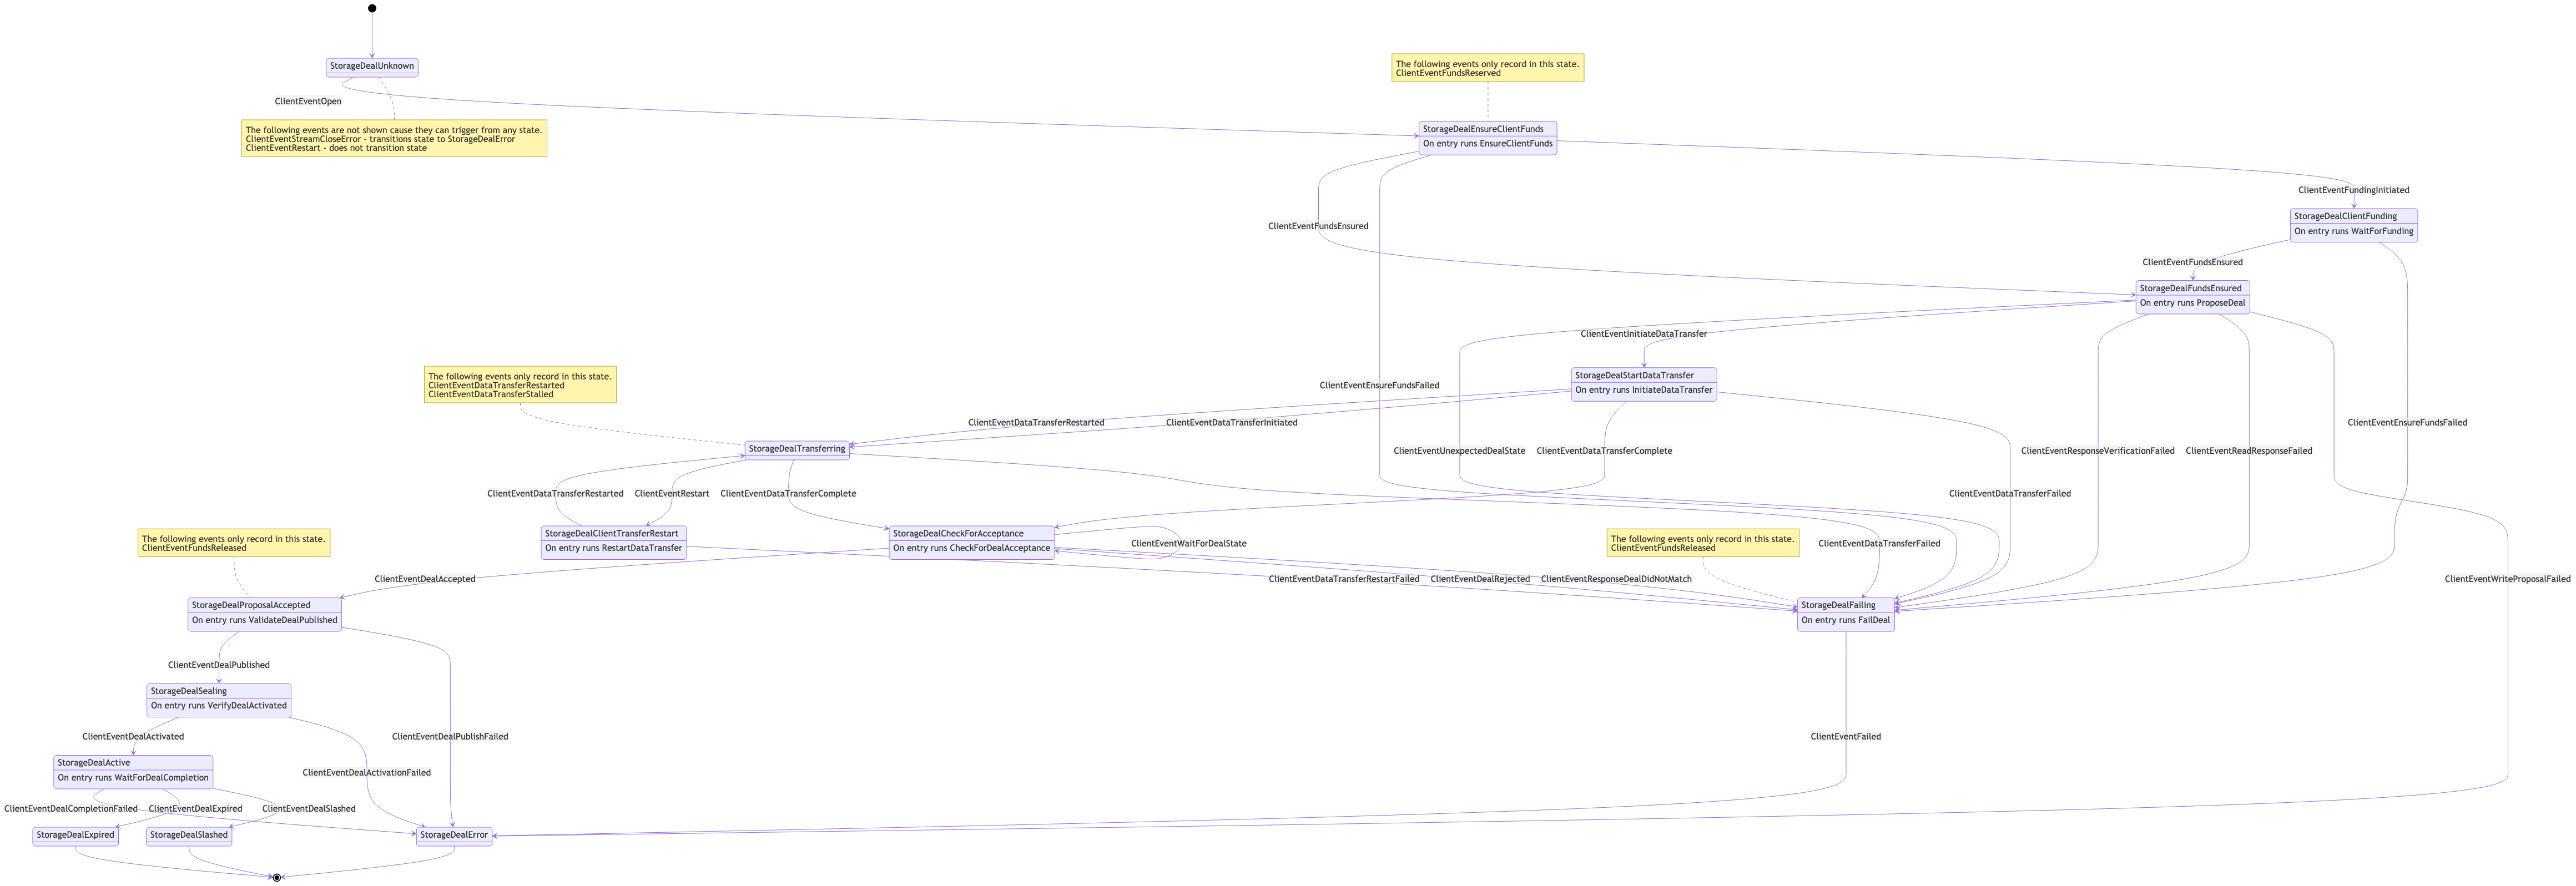 StorageDealUnknown
The following events only record in this state.
ClientEventFundsReserved
ClientEventOpen
The following events are not shown cause they can trigger from any state.
ClientEventStreamCloseError - transitions state to StorageDealError
ClientEventRestart - does not transition state
StorageDealEnsureClientFunds
On entry runs EnsureClientFunds
ClientEventFundingInitiated
StorageDealClientFunding
On entry runs WaitForFunding
ClientEventFundsEnsured
ClientEventFundsEnsured
StorageDealFundsEnsured
On entry runs ProposeDeal
ClientEventInitiateDataTransfer
The following events only record in this state.
ClientEventDataTransferRestarted
ClientEventDataTransferStalled
StorageDealStartDataTransfer
On entry runs InitiateDataTransfer
ClientEventEnsureFundsFailed
ClientEventDataTransferRestarted
ClientEventDataTransferInitiated
ClientEventEnsureFundsFailed
StorageDealTransferring
ClientEventUnexpectedDealState
ClientEventDataTransferComplete
ClientEventResponseVerificationFailed
ClientEventReadResponseFailed
ClientEventDataTransferRestarted
ClientEventRestart
ClientEventDataTransferComplete
ClientEventDataTransferFailed
The following events only record in this state.
ClientEventFundsReleased
StorageDealClientTransferRestart
On entry runs RestartDataTransfer
StorageDealCheckForAcceptance
On entry runs CheckForDealAcceptance
ClientEventWaitForDealState
The following events only record in this state.
ClientEventFundsReleased
ClientEventDataTransferFailed
ClientEventDealAccepted
ClientEventDataTransferRestartFailed
ClientEventDealRejected
ClientEventResponseDealDidNotMatch
ClientEventWriteProposalFailed
StorageDealProposalAccepted
On entry runs ValidateDealPublished
StorageDealFailing
On entry runs FailDeal
ClientEventDealPublished
StorageDealSealing
On entry runs VerifyDealActivated
ClientEventDealActivated
ClientEventDealPublishFailed
ClientEventFailed
StorageDealActive
On entry runs WaitForDealCompletion
ClientEventDealActivationFailed
ClientEventDealCompletionFailed
ClientEventDealExpired
ClientEventDealSlashed
StorageDealExpired
StorageDealSlashed
StorageDealError